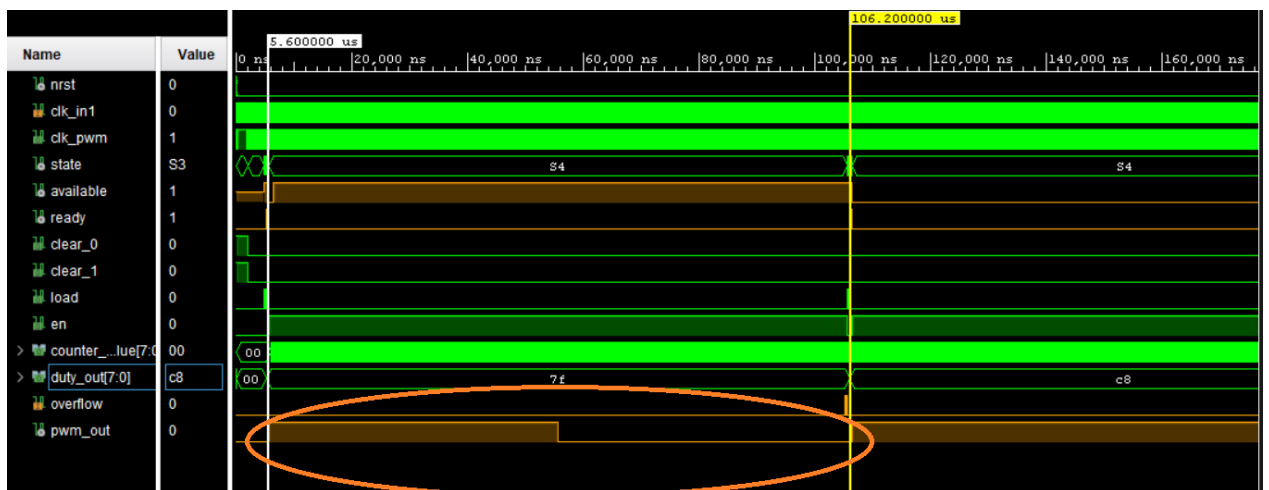 106.200000 us
5.600000 us
Name Value
0 ns 20,000 ns 40,000 ns 60,000 ns 80,000 ns 100,000 ns 120,000 ns 140,000 ns 160,000 ns
nrst 0
clk_in1 0
clk_pwm 1
state S3 S4 S4
available 1
ready 1
clear_0 0
clear_1 0
load 0
en 0
counter_...lue[7:0 00 00
duty_out[7:0] c8 00 7f c8
overflow 0
pwm_out 0